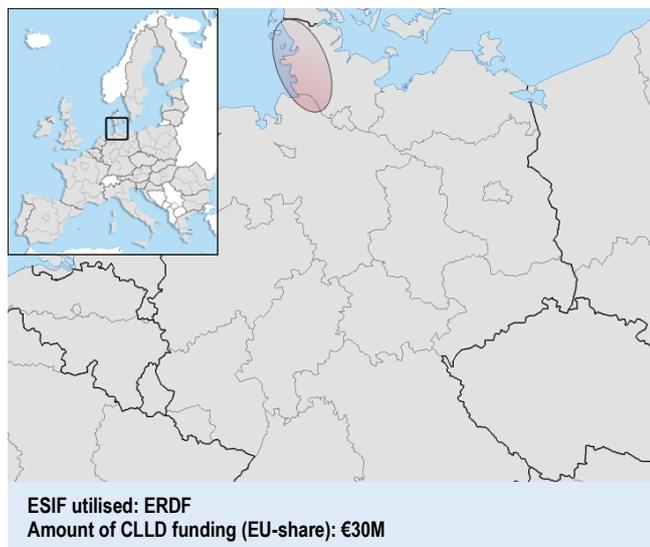 ESIF utilised: ERDF
Amount of CLLD funding (EU-share): €30M